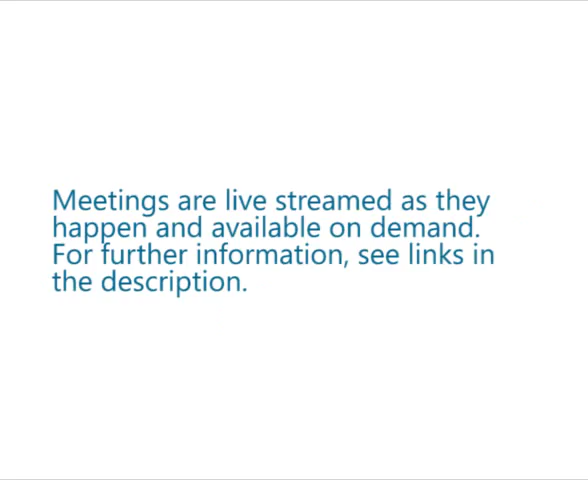 Meetings are live streamed as they
happen and available on demand.
For further information, see links in
the description.